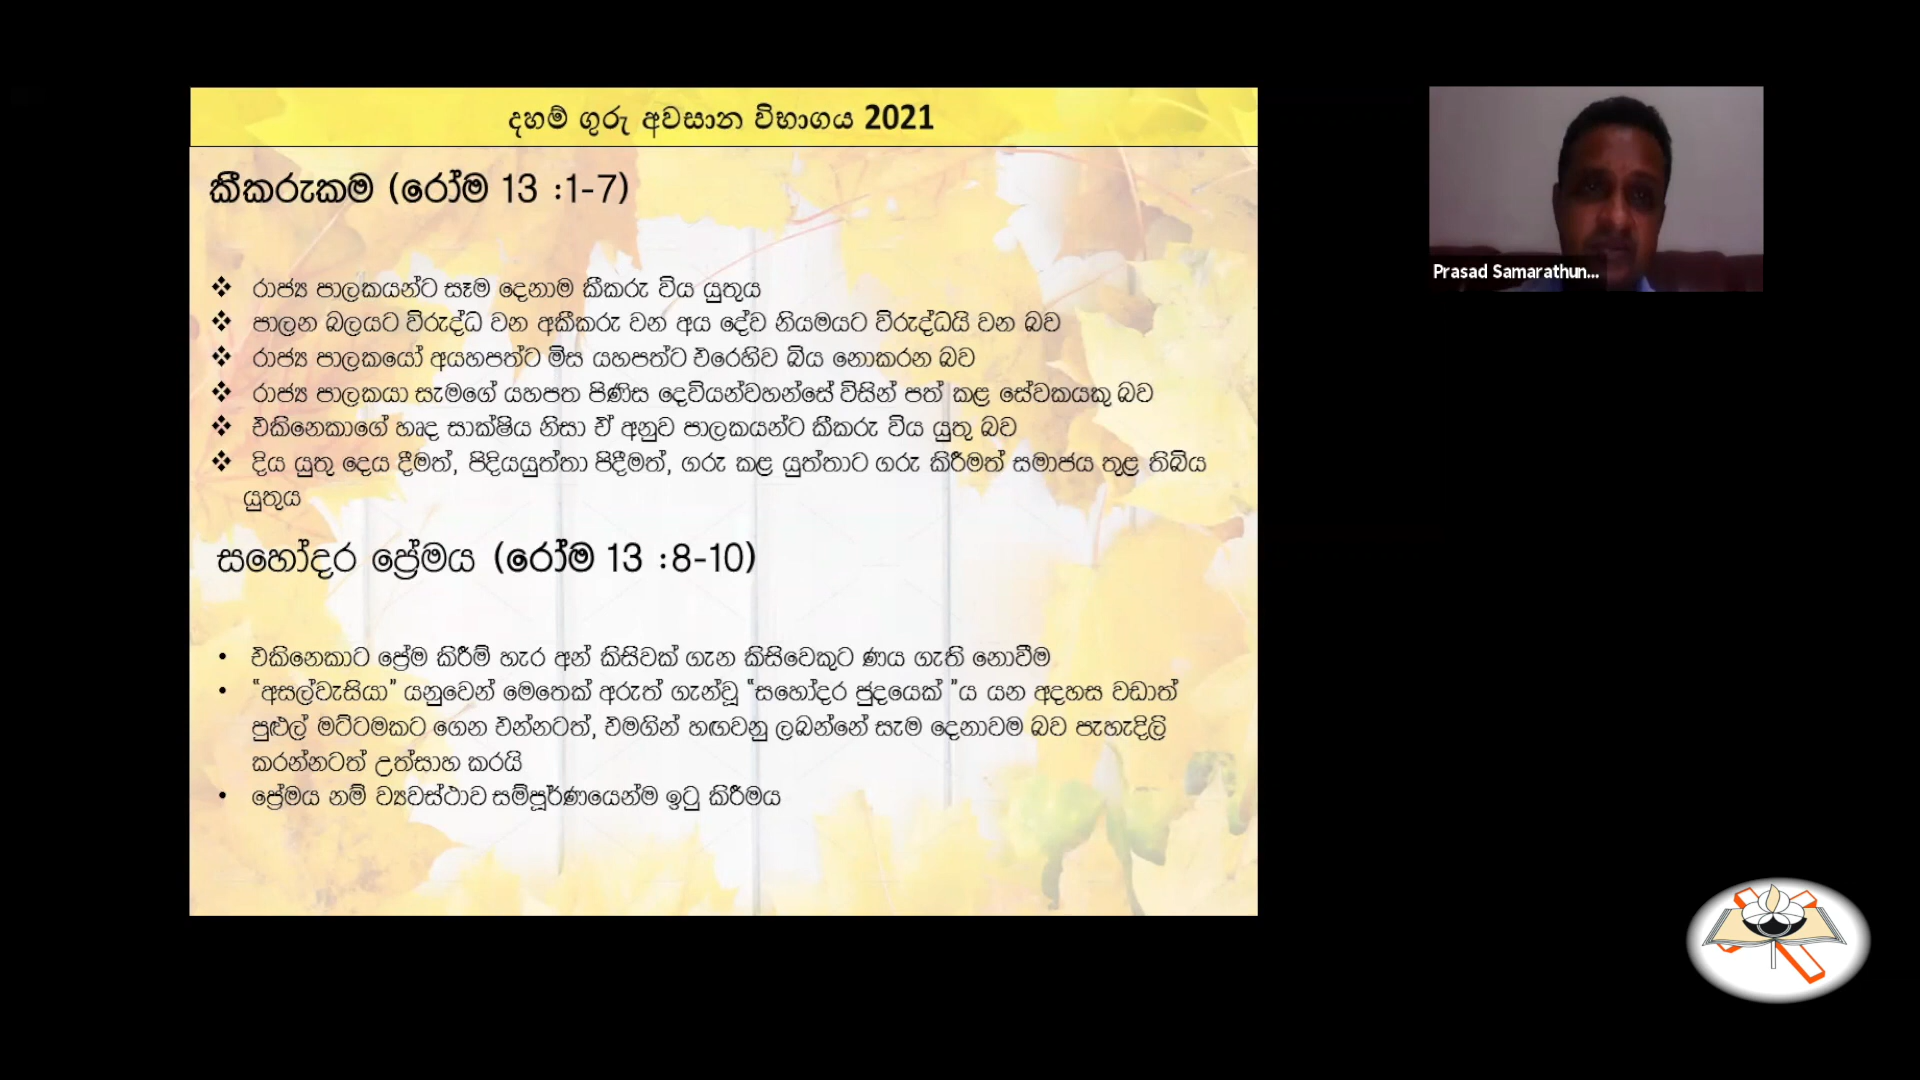 දහම් ගුරු අවසාන විභාගය 2021
කීකරුකම (රෝම 13 :1-7)
❖ රාජ්‍ය පාලකයන්ට සෑම දෙනාම කීකරු විය යුතුය
❖ පාලන බලයට විරුද්ධ වන අකීකරු වන අය දේව නියමයට විරුද්ධයි වන බව
❖ රාජ්‍ය පාලකයෝ අයහපත්ට මිස යහපත්ට එරෙහිව බිය නොකරන බව
❖ රාජ්‍ය පාලකයා සැමගේ යහපත පිණිස දෙවියන්වහන්සේ විසින් පත් කළ සේවකයකු බව
❖ එකිනෙකාගේ හෘද සාක්ෂිය නිසා ඒ අනුව පාලකයන්ට කීකරු විය යුතු බව
❖ දිය යුතු දෙය දීමත්, පිදියයුත්තා පිදීමත්, ගරු කළ යුත්තාට ගරු කිරීමත් සමාජය තුළ තිබිය
යුතුය
සහෝදර ප්‍රේමය (රෝම 13 :8-10)
• එකිනෙකාට ප්‍රේම කිරීම් හැර අන් කිසිවක් ගැන කිසිවෙකුට ණය ගැති නොවීම
• “අසල්වැසියා” යනුවෙන් මෙතෙක් අරුත් ගැන්වූ “සහෝදර ජුදයෙක් ”ය යන අදහස වඩාත්
පුළුල් මට්ටමකට ගෙන එන්නටත්, එමගින් හඟවනු ලබන්නේ සැම දෙනාවම බව පැහැදිලි
කරන්නටත් උත්සාහ කරයි
• ප්‍රේමය නම් ව්‍යවස්ථාව සම්පූර්ණයෙන්ම ඉටු කිරීමය
Prasad Samarathun...